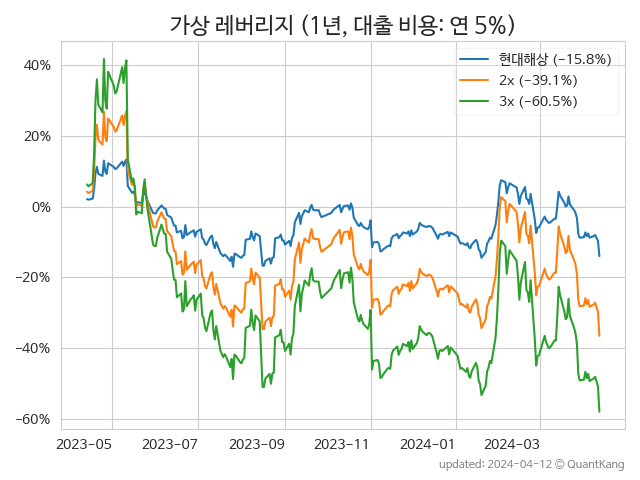 가상 레버리지 (1년, 대출 비용: 연 5%)
현대해상 (-15.8%)
2x (-39.1%)
3x (-60.5%)
40%
20%
0%
-20%
-40%
-60%
2023-05 2023-07 2023-09 2023-11 2024-01 2024-03
updated: 2024-04-12 © QuantKang